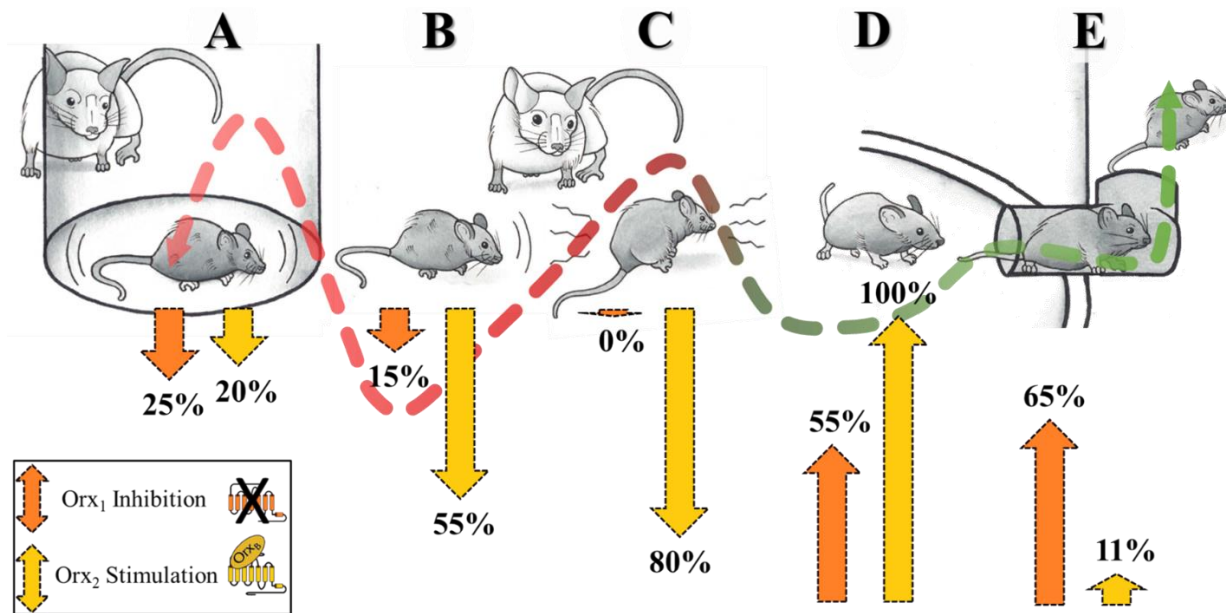 A B C D E
100%
0%
15%
25% 20%
55% 65%
55% 11%
80%
Orx₁ Inhibition
OrxB
Orx₂ Stimulation